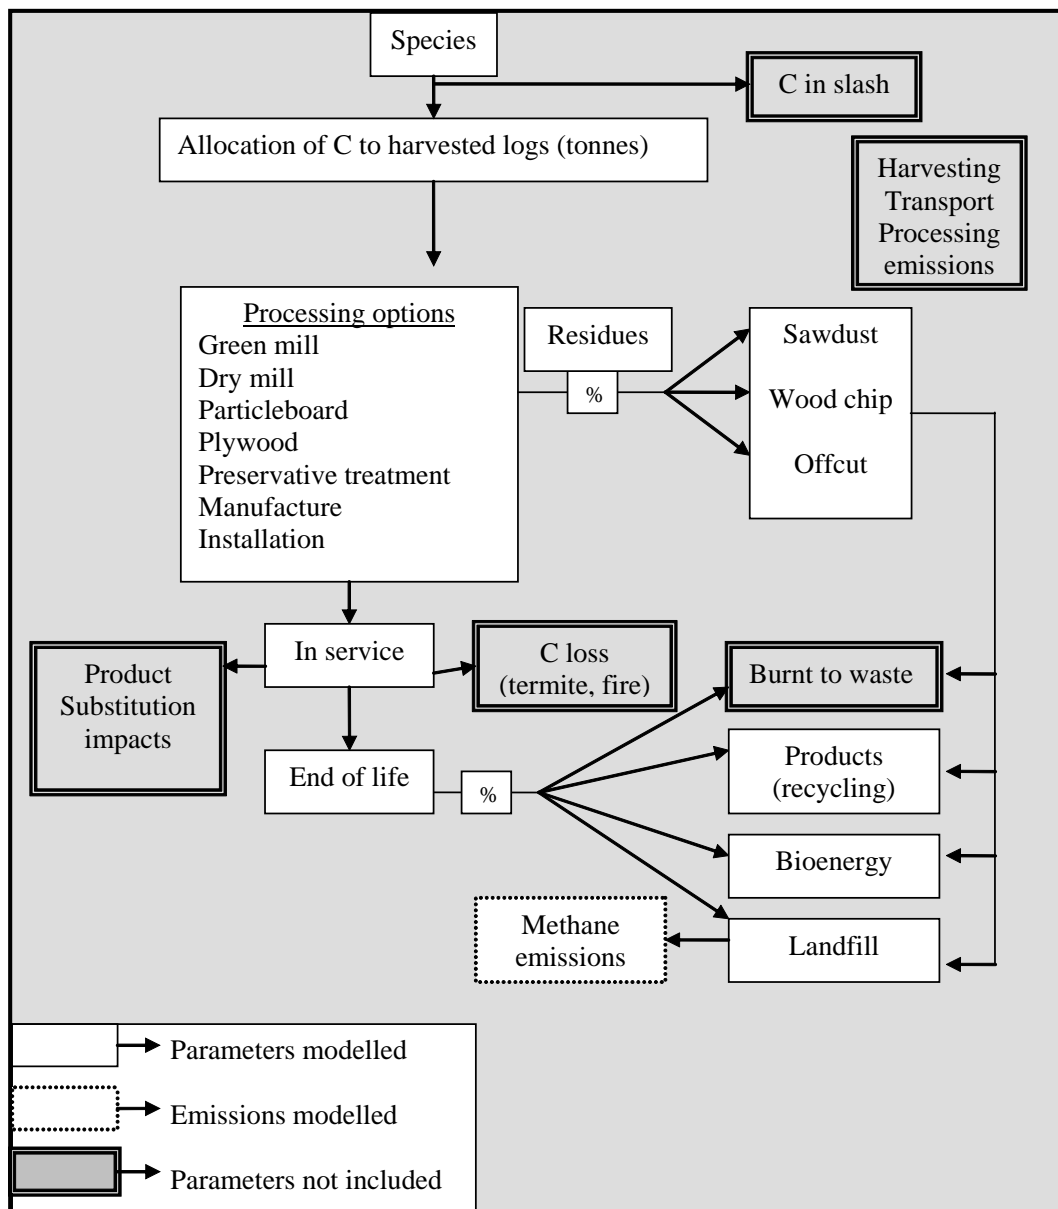 Species
C in slash
Allocation of C to harvested logs (tonnes)
Harvesting
Transport
Processing
emissions
Processing options
Green mill
Dry mill
Particleboard
Plywood
Preservative treatment
Manufacture
Installation
Residues
%
Sawdust
Wood chip
Offcut
In service
C loss
(termite, fire)
Product
Substitution
impacts
Burnt to waste
End of life
%
Products
(recycling)
Bioenergy
Methane
emissions
Landfill
Parameters modelled
Emissions modelled
Parameters not included